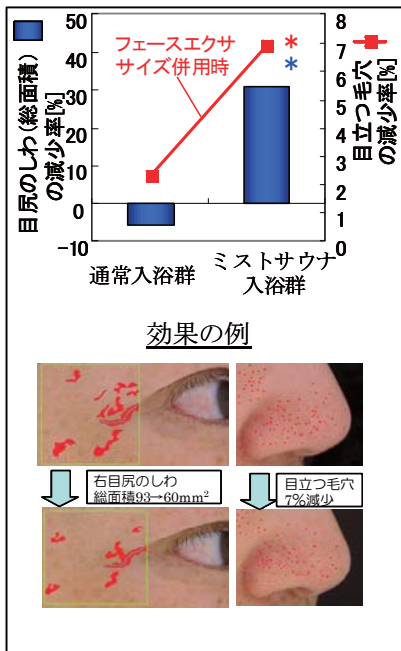 目尻のしわ(総面積)
の減少率[%]
50
40
30
20
10
0
-10
フェースエクサ
サイズ併用時
*
*
8
7
6
5
4
3
2
1
0
目立つ毛穴
の減少率[%]
通常入浴群
ミストサウナ
入浴群
効果の例
右目尻のしわ
総面積93→60mm²
目立つ毛穴
7%減少